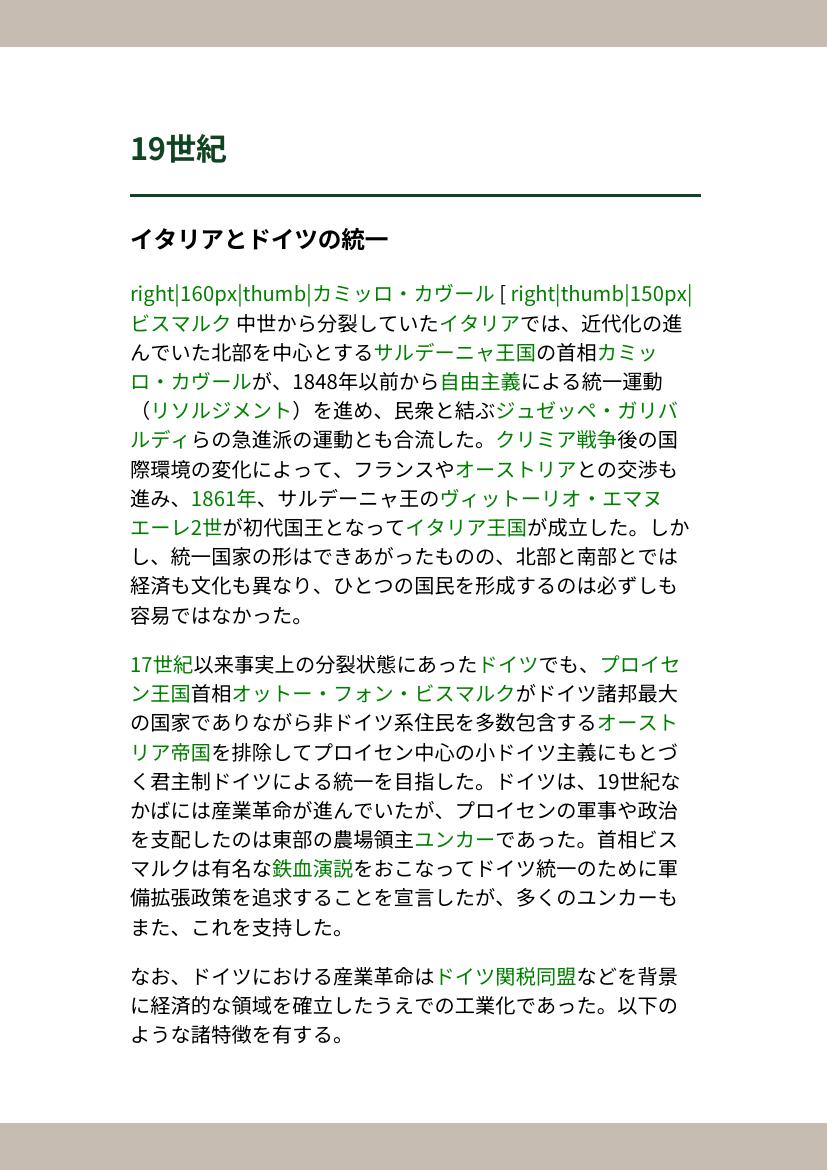 19世紀
イタリアとドイツの統一
right|160px|thumb|カミッロ・カヴール [ right|thumb|150px|
ビスマルク 中世から分裂していたイタリアでは、近代化の進
んでいた北部を中心とするサルデーニャ王国の首相カミッ
ロ・カヴールが、1848年以前から自由主義による統一運動
（リソルジメント）を進め、民衆と結ぶジュゼッペ・ガリバ
ルディらの急進派の運動とも合流した。クリミア戦争後の国
際環境の変化によって、フランスやオーストリアとの交渉も
進み、1861年、サルデーニャ王のヴィットーリオ・エマヌ
エーレ2世が初代国王となってイタリア王国が成立した。しか
し、統一国家の形はできあがったものの、北部と南部とでは
経済も文化も異なり、ひとつの国民を形成するのは必ずしも
容易ではなかった。
17世紀以来事実上の分裂状態にあったドイツでも、プロイセ
ン王国首相オットー・フォン・ビスマルクがドイツ諸邦最大
の国家でありながら非ドイツ系住民を多数包含するオースト
リア帝国を排除してプロイセン中心の小ドイツ主義にもとづ
く君主制ドイツによる統一を目指した。ドイツは、19世紀な
かばには産業革命が進んでいたが、プロイセンの軍事や政治
を支配したのは東部の農場領主ユンカーであった。首相ビス
マルクは有名な鉄血演説をおこなってドイツ統一のために軍
備拡張政策を追求することを宣言したが、多くのユンカーも
また、これを支持した。
なお、ドイツにおける産業革命はドイツ関税同盟などを背景
に経済的な領域を確立したうえでの工業化であった。以下の
ような諸特徴を有する。